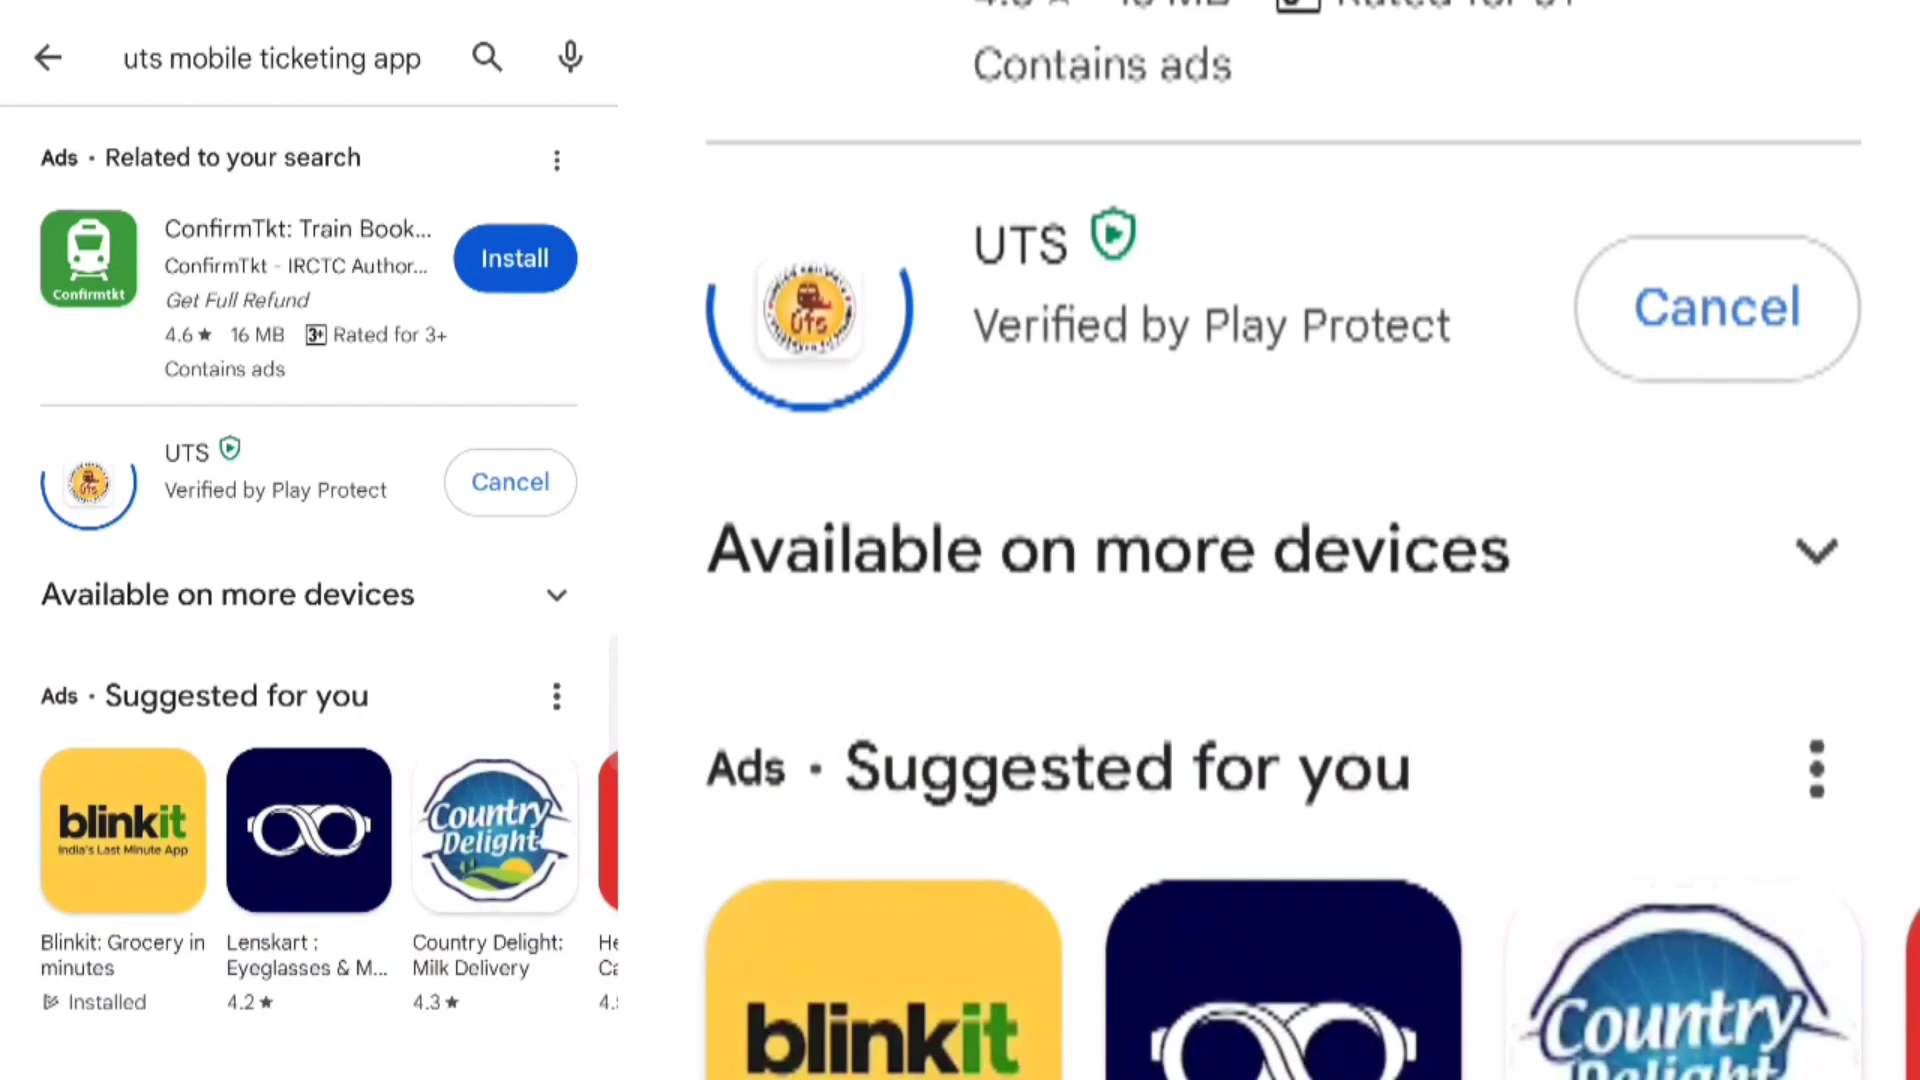 uts mobile ticketing app
Ads · Related to your search
Confirmtkt
ConfirmTkt: Train Book...
ConfirmTkt - IRCTC Author...
Get Full Refund
4.6★ 16 MB 3+ Rated for 3+
Contains ads
Install
UTS
UTS
Verified by Play Protect
Cancel
Available on more devices
Ads · Suggested for you
blinkit
India's Last Minute App
Country
Delight
Blinkit: Grocery in
minutes
Installed
Lenskart :
Eyeglasses & M...
4.2★
Country Delight:
Milk Delivery
4.3★
Contains ads
UTS
UTS
Verified by Play Protect
Cancel
Available on more devices
Ads · Suggested for you
blinkit
Country
Delight